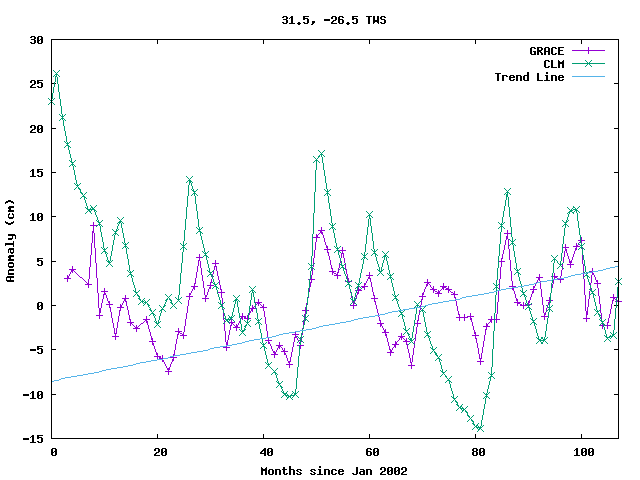 31.5, -26.5 TWS
GRACE
CLM
Trend Line
30
25
20
15
10
5
0
-5
-10
-15
Anomaly (cm)
0 20 40 60 80 100
Months since Jan 2002